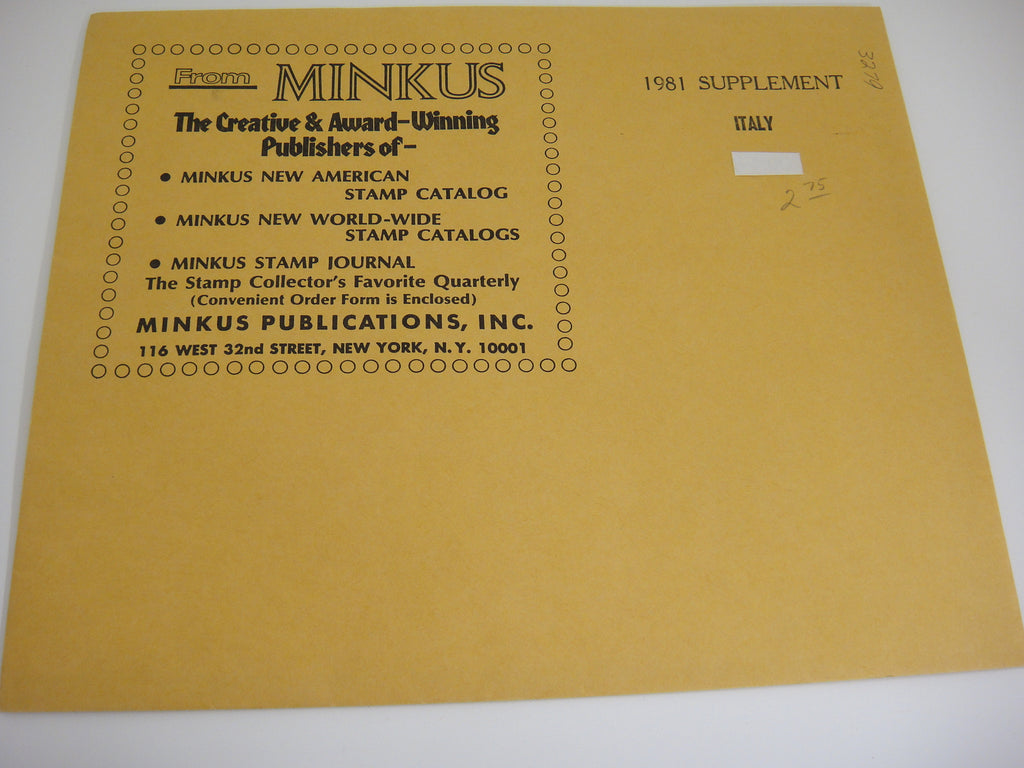 From MINKUS
The Creative & Award-Winning
Publishers of-
• MINKUS NEW AMERICAN
STAMP CATALOG
• MINKUS NEW WORLD-WIDE
STAMP CATALOGS
• MINKUS STAMP JOURNAL
The Stamp Collector's Favorite Quarterly
(Convenient Order Form is Enclosed)
MINKUS PUBLICATIONS, INC.
116 WEST 32nd STREET, NEW YORK, N.Y. 10001
1981 SUPPLEMENT
ITALY
2 75